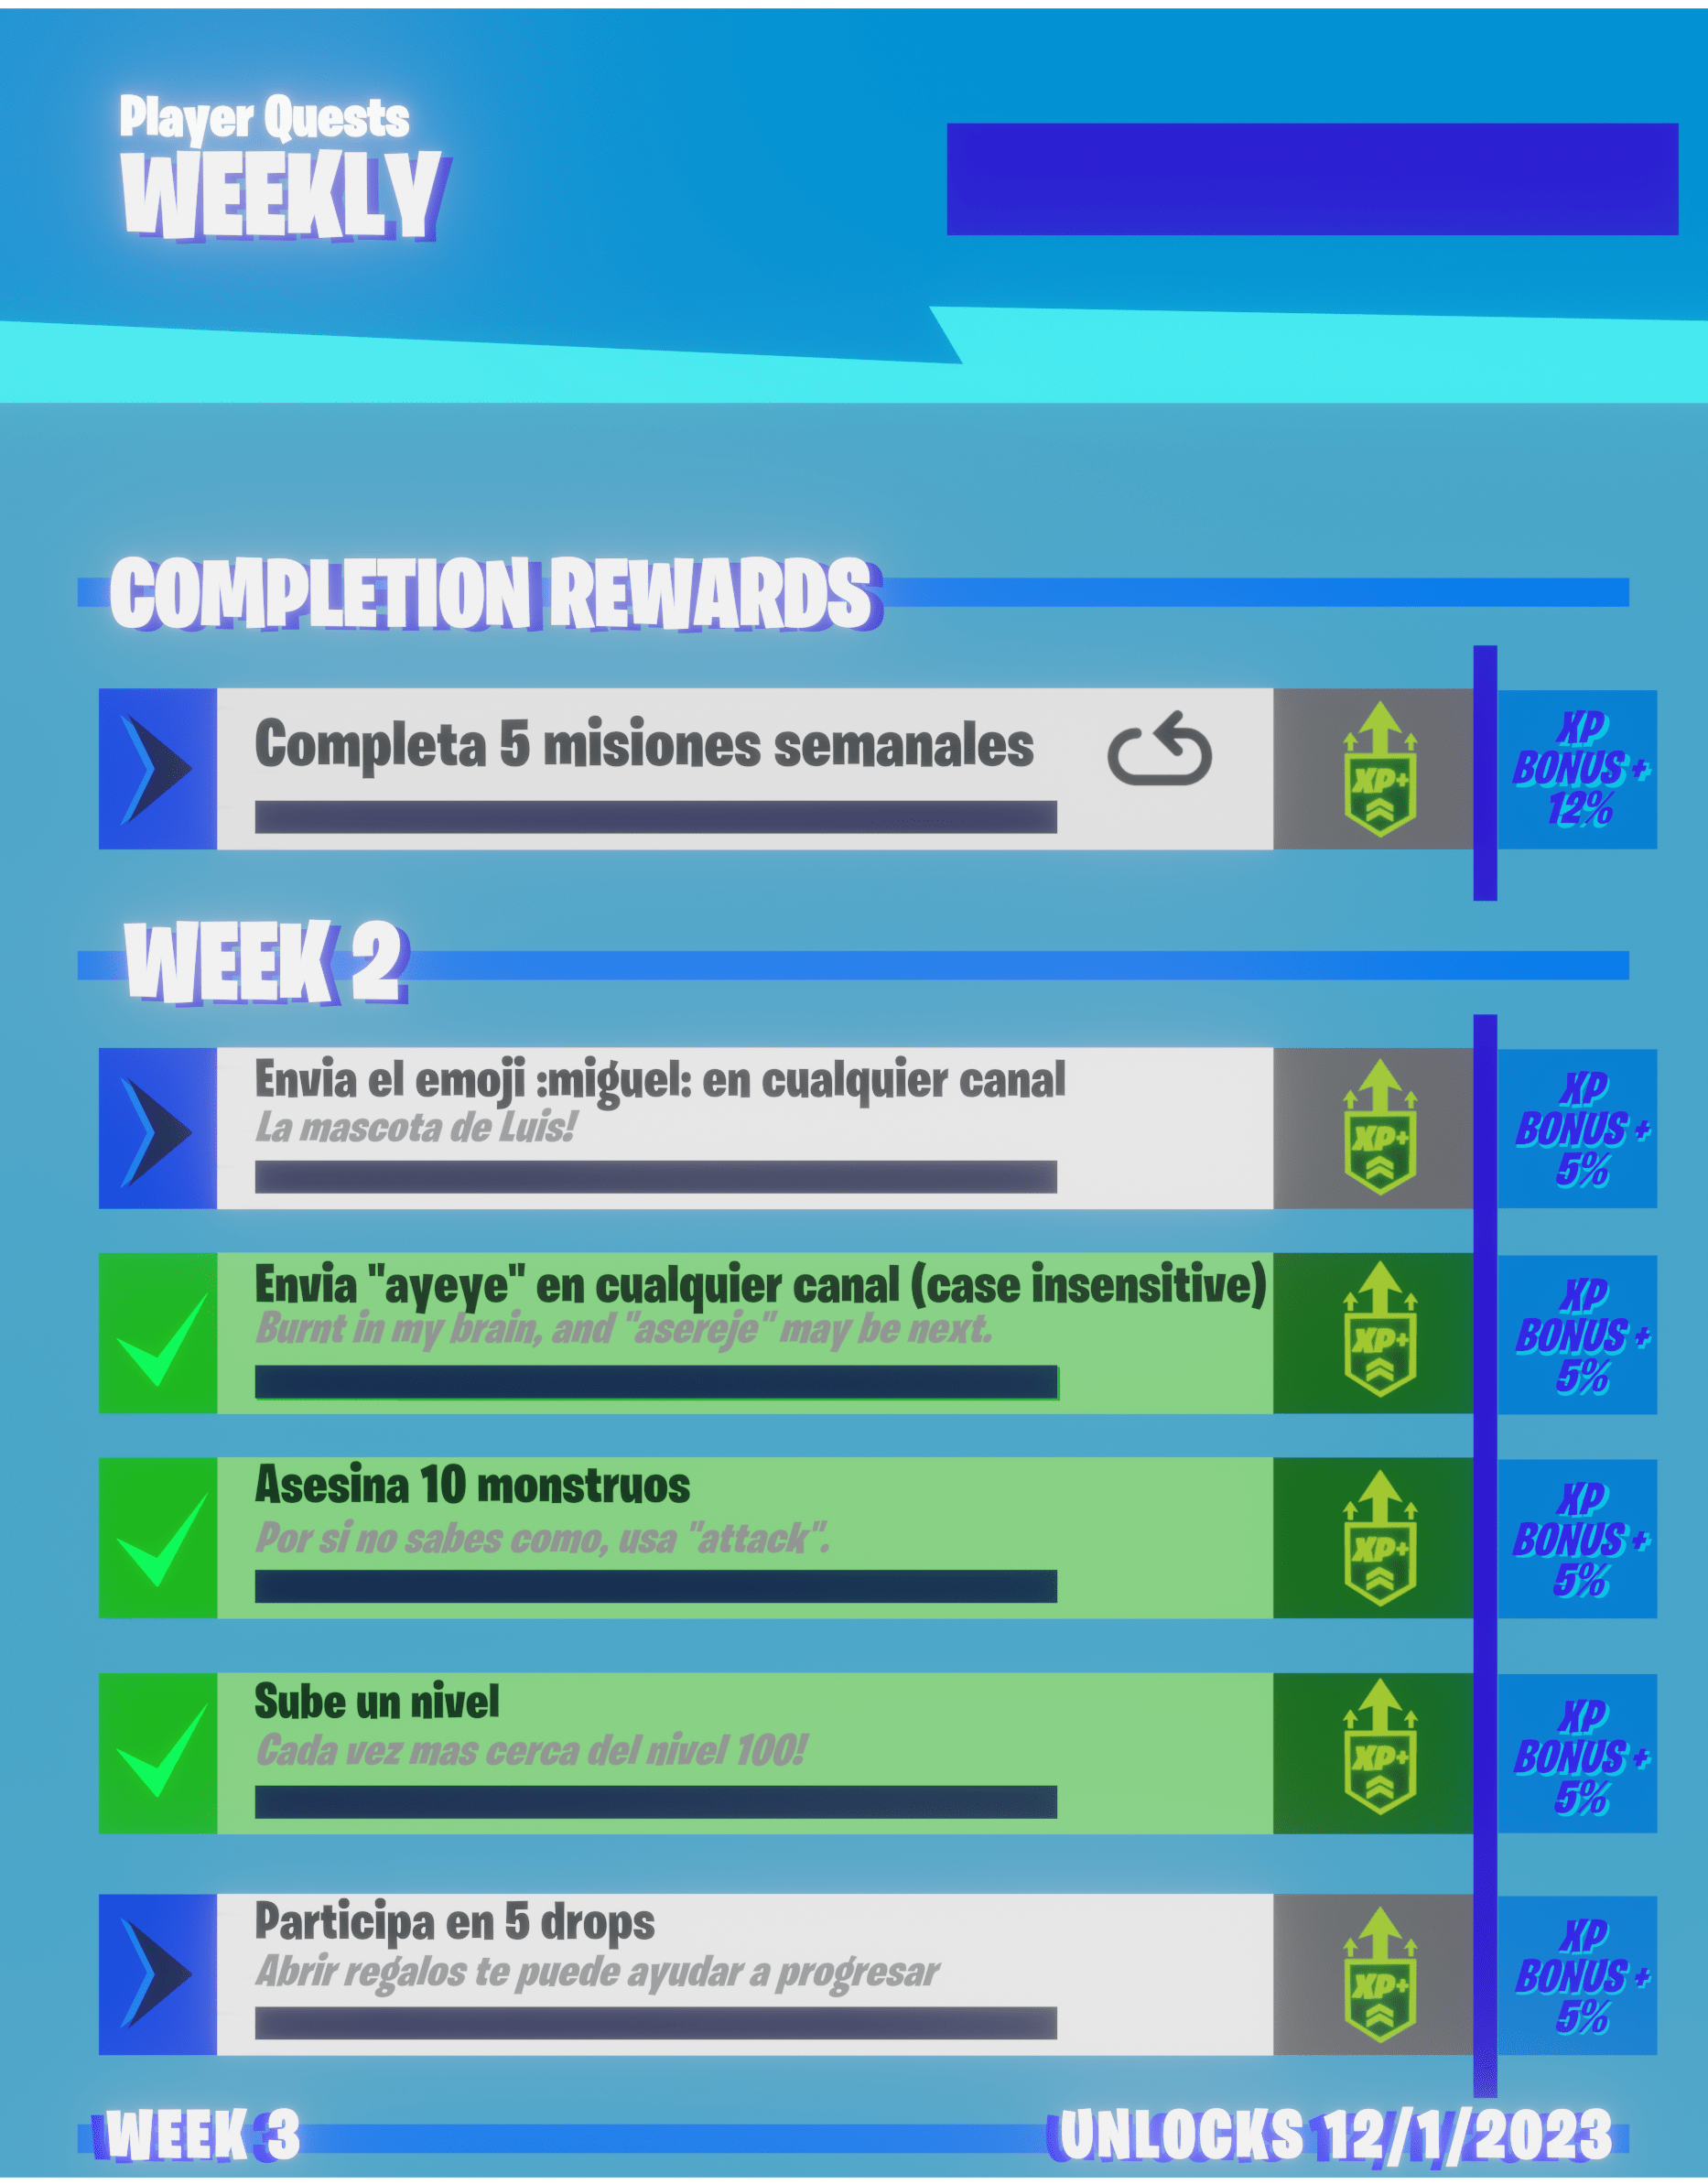 Player Quests
WEEKLY
COMPLETION REWARDS
Completa 5 misiones semanales
XP+
XP
BONUS +
12%
WEEK 2
Envia el emoji :miguel: en cualquier canal
La mascota de Luis!
XP+
XP
BONUS +
5%
Envia "ayeye" en cualquier canal (case insensitive)
Burnt in my brain, and "asereje" may be next.
XP+
XP
BONUS +
5%
Asesina 10 monstruos
Por si no sabes como, usa "attack".
XP+
XP
BONUS +
5%
Sube un nivel
Cada vez mas cerca del nivel 100!
XP+
XP
BONUS +
5%
Participa en 5 drops
Abrir regalos te puede ayudar a progresar
XP+
XP
BONUS +
5%
WEEK 3
UNLOCKS 12/1/2023